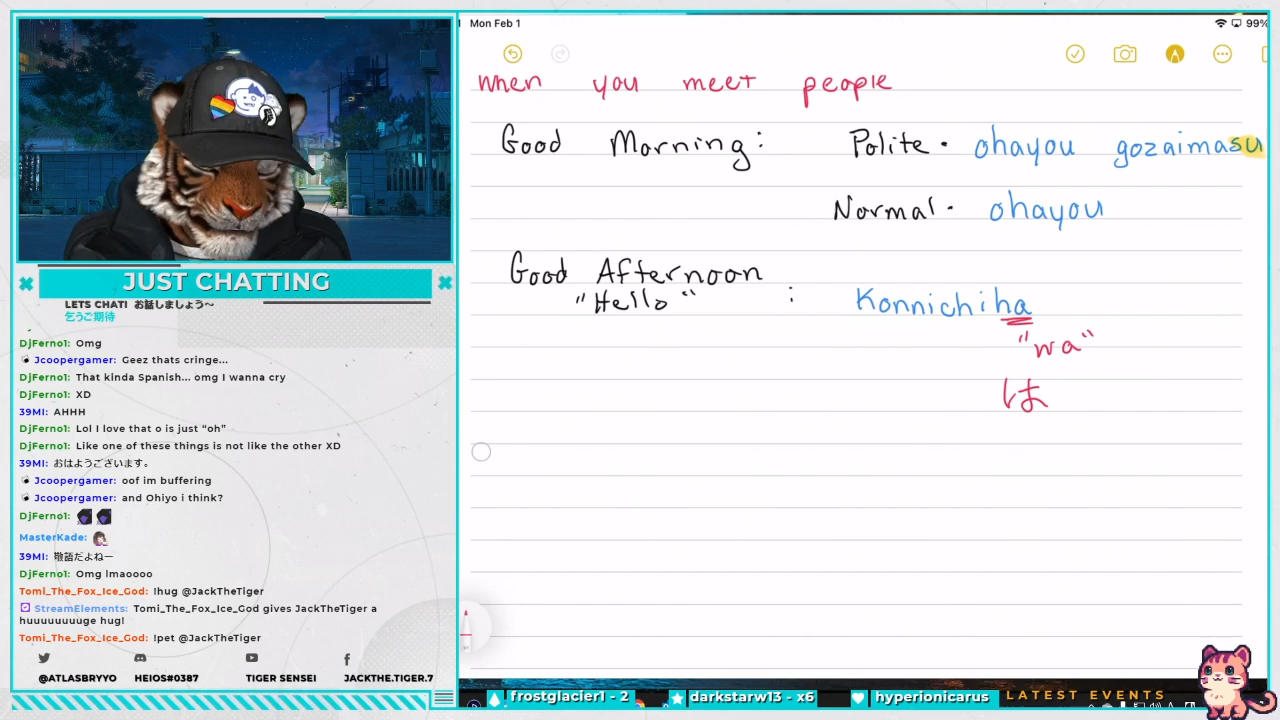 JUST CHATTING
LETS CHAT! お話しましょう〜
乞うご期待
DjFerno1: Omg
Jcoopergamer: Geez thats cringe...
DjFerno1: That kinda Spanish... omg I wanna cry
DjFerno1: XD
39MI: AHHH
DjFerno1: Lol I love that o is just “oh”
DjFerno1: Like one of these things is not like the other XD
39MI: おはようございます。
Jcoopergamer: oof im buffering
Jcoopergamer: and Ohiyo i think?
DjFerno1:
MasterKade:
39MI: 敬語だよねー
DjFerno1: Omg lmaoooo
Tomi_The_Fox_Ice_God: !hug @JackTheTiger
StreamElements: Tomi_The_Fox_Ice_God gives JackTheTiger a
huuuuuuuuge hug!
Tomi_The_Fox_Ice_God: !pet @JackTheTiger
@ATLASBRYYO HEIOS#0387 TIGER SENSEI JACKTHE.TIGER.7
Mon Feb 1 99%
When you meet people
Good Morning: Polite · ohayou gozaimasu
Normal · ohayou
Good Afternoon
"Hello" : Konnichiha
"wa"
は
frostglacier1 - 2 darkstarw13 - x6 hyperionicarus LATEST EVENTS